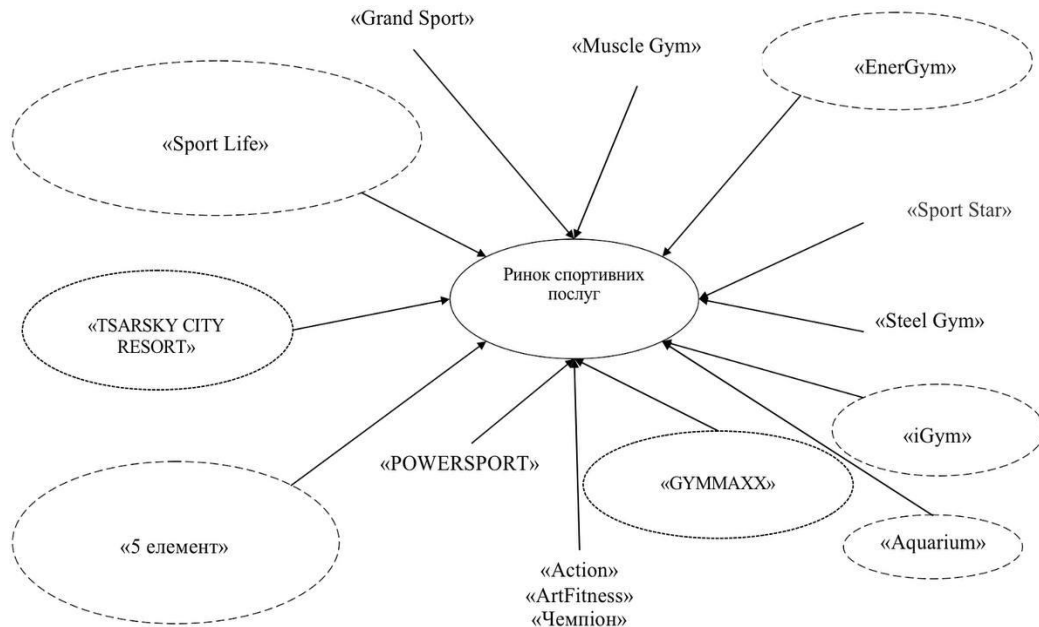 «Grand Sport»
«Muscle Gym»
«EnerGym»
«Sport Life»
«Sport Star»
Ринок спортивних
послуг
«TSARSKY CITY
RESORT»
«Steel Gym»
«iGym»
«POWERSPORT»
«GYMMAXX»
«5 елемент»
«Aquarium»
«Action»
«ArtFitness»
«Чемпіон»